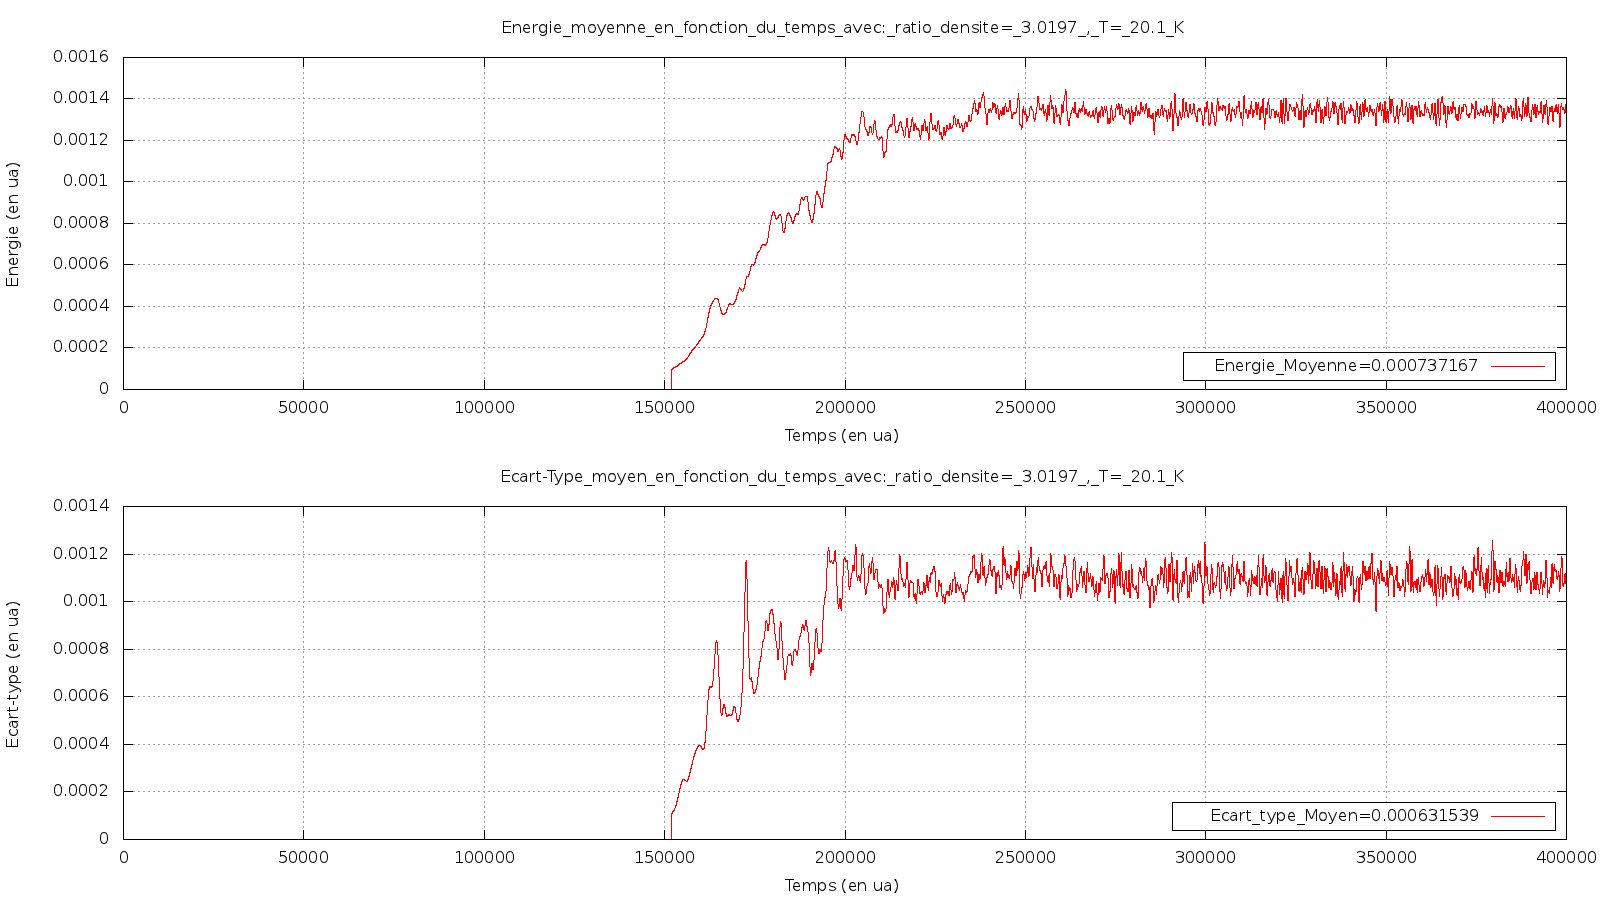 Energie_moyenne_en_fonction_du_temps_avec:_ratio_densite=_3.0197_,_T=_20.1_K
0.0016
0.0014
0.0012
0.001
0.0008
0.0006
0.0004
0.0002
0
Energie (en ua)
Energie_Moyenne=0.000737167
0 50000 100000 150000 200000 250000 300000 350000 400000
Temps (en ua)
Ecart-Type_moyen_en_fonction_du_temps_avec:_ratio_densite=_3.0197_,_T=_20.1_K
0.0014
0.0012
0.001
0.0008
0.0006
0.0004
0.0002
0
Ecart-type (en ua)
Ecart_type_Moyen=0.000631539
0 50000 100000 150000 200000 250000 300000 350000 400000
Temps (en ua)